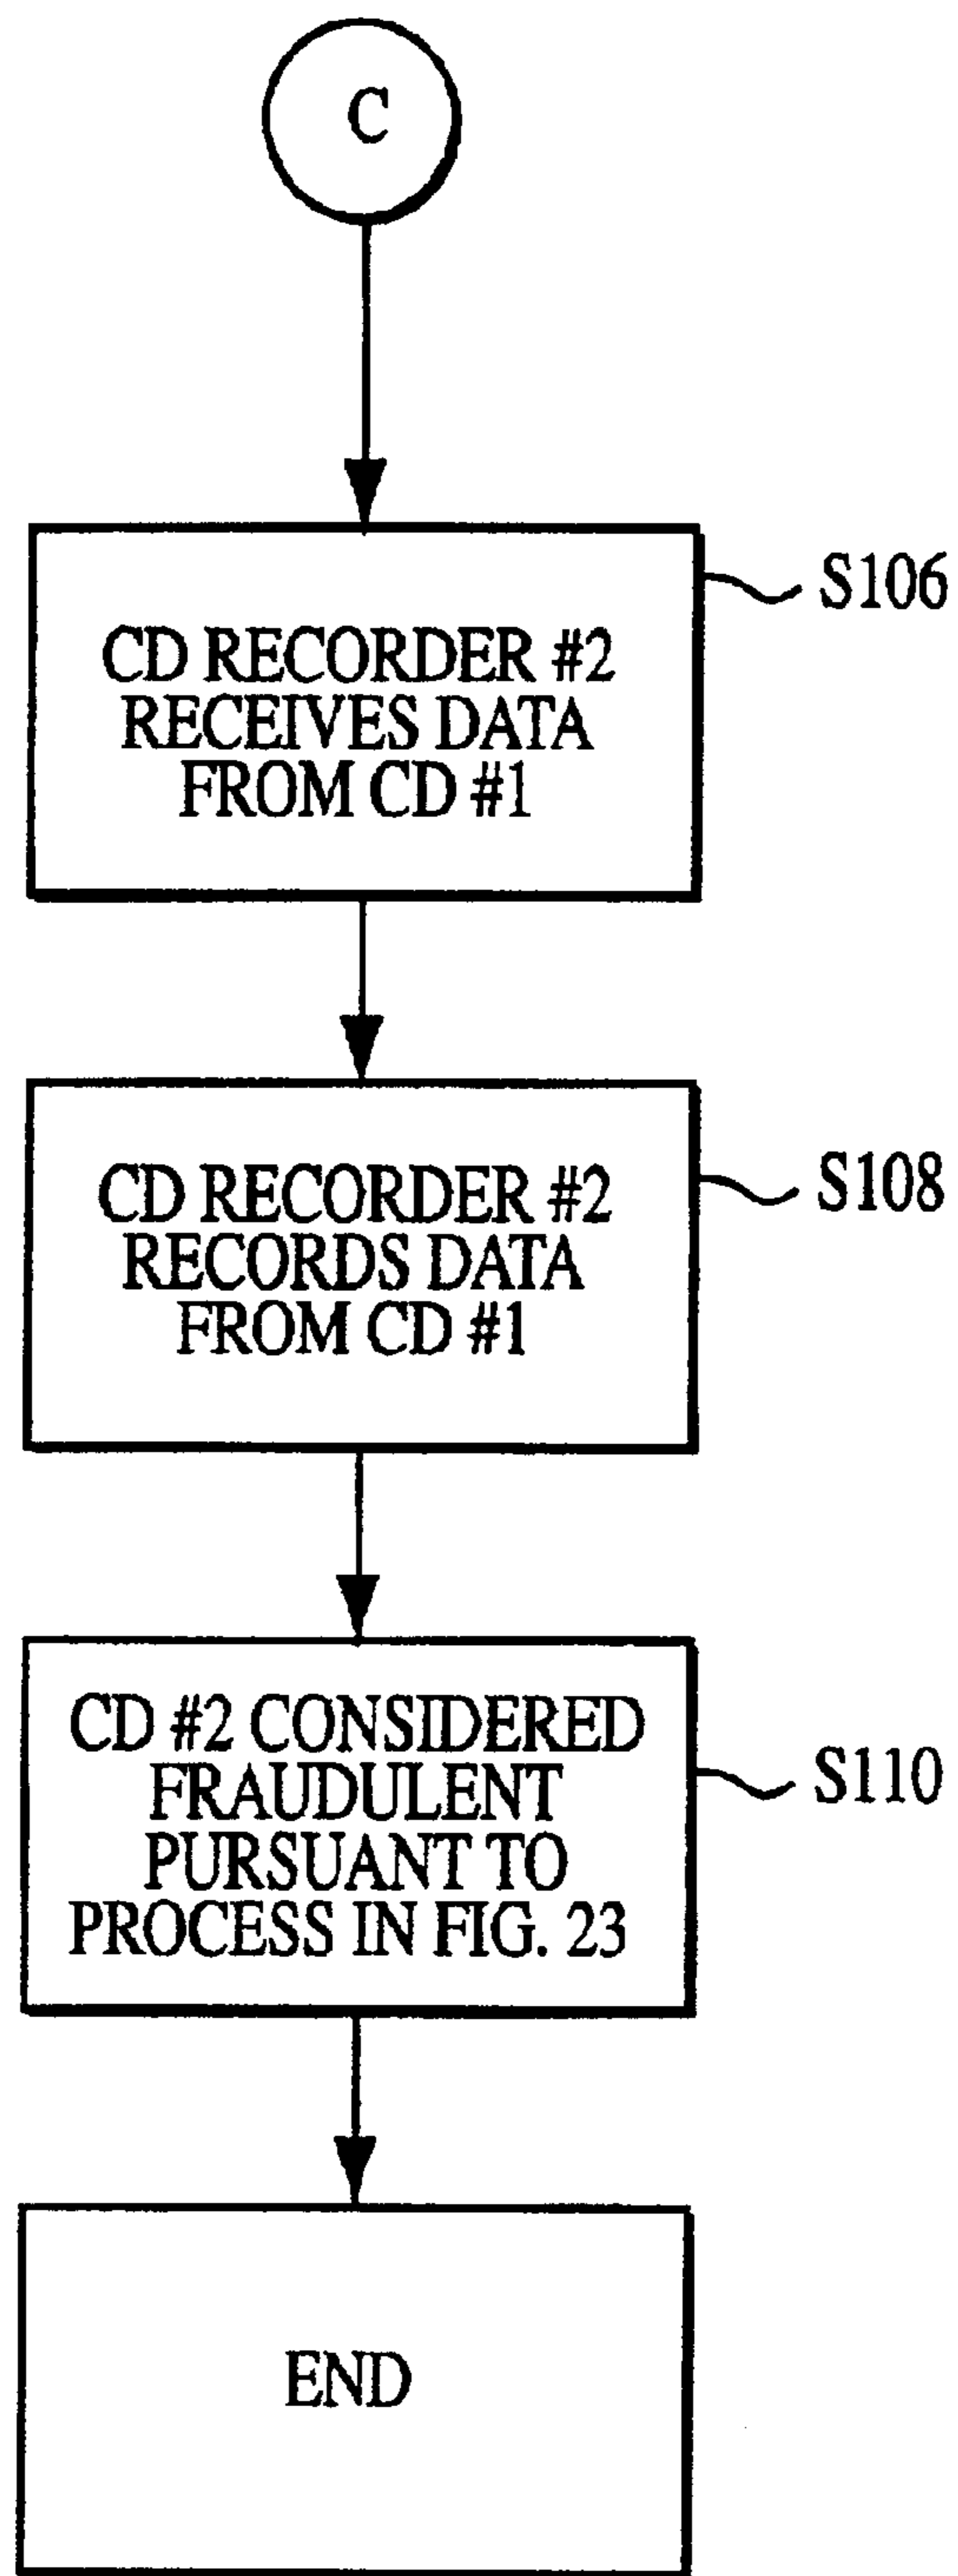 C
S106
CD RECORDER #2
RECEIVES DATA
FROM CD #1
S108
CD RECORDER #2
RECORDS DATA
FROM CD #1
S110
CD #2 CONSIDERED
FRAUDULENT
PURSUANT TO
PROCESS IN FIG. 23
END